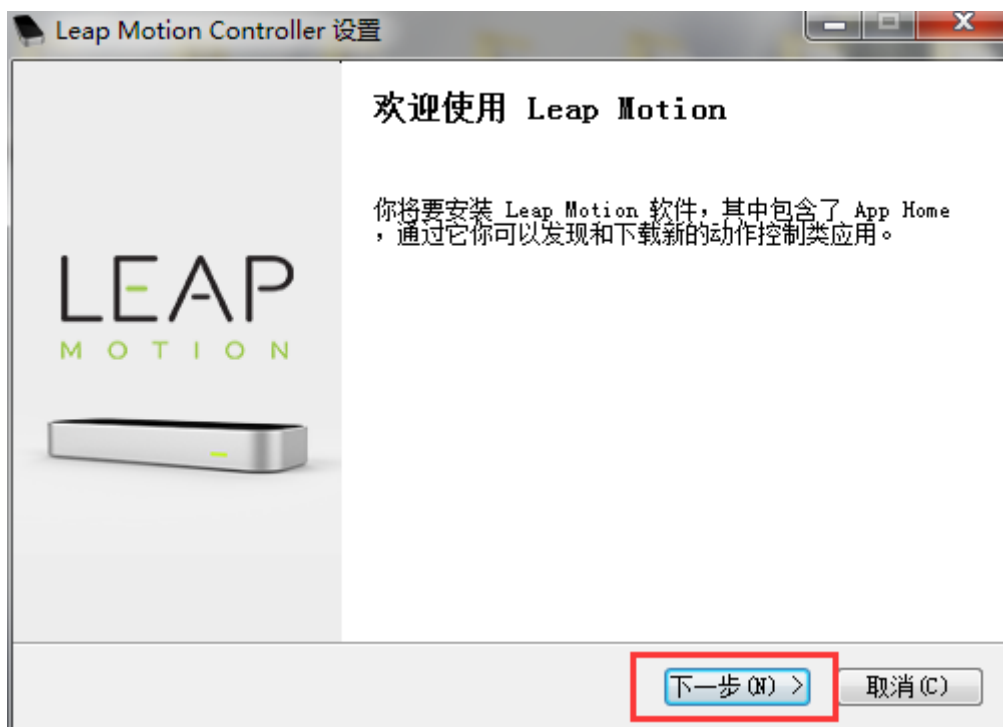 Leap Motion Controller 设置
欢迎使用 Leap Motion
你将要安装 Leap Motion 软件，其中包含了 App Home
，通过它你可以发现和下载新的动作控制类应用。
LEAP
MOTION
下一步(N) >
取消(C)